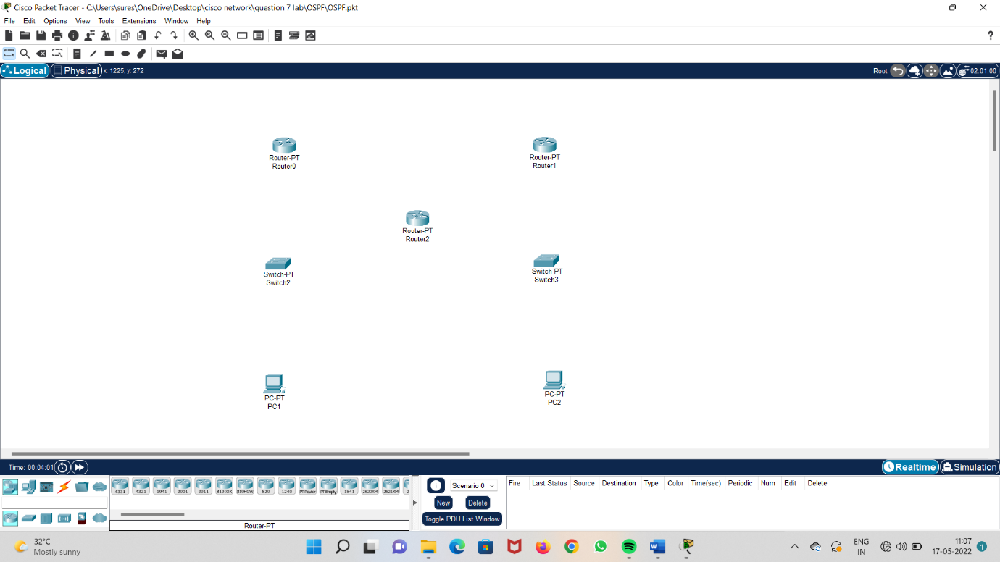 Cisco Packet Tracer - C:\Users\sures\OneDrive\Desktop\cisco network\question 7 lab\OSPF\OSPF.pkt
File Edit Options View Tools Extensions Window Help
?
Logical Physical x: 1225, y: 272 Root 02:01:00
Router-PT
Router0
Router-PT
Router1
Router-PT
Router2
Switch-PT
Switch2
Switch-PT
Switch3
PC-PT
PC1
PC-PT
PC2
Time: 00:04:01 Realtime Simulation
4331 4321 1941 2901 2911 819IOX 819HGW 829 1240 PT-Router PT-Empty 1841 2620XM 2621XM 2
Router-PT
Scenario 0
New Delete
Toggle PDU List Window
Fire Last Status Source Destination Type Color Time(sec) Periodic Num Edit Delete
32°C
Mostly sunny
ENG
IN
11:07
17-05-2022
1